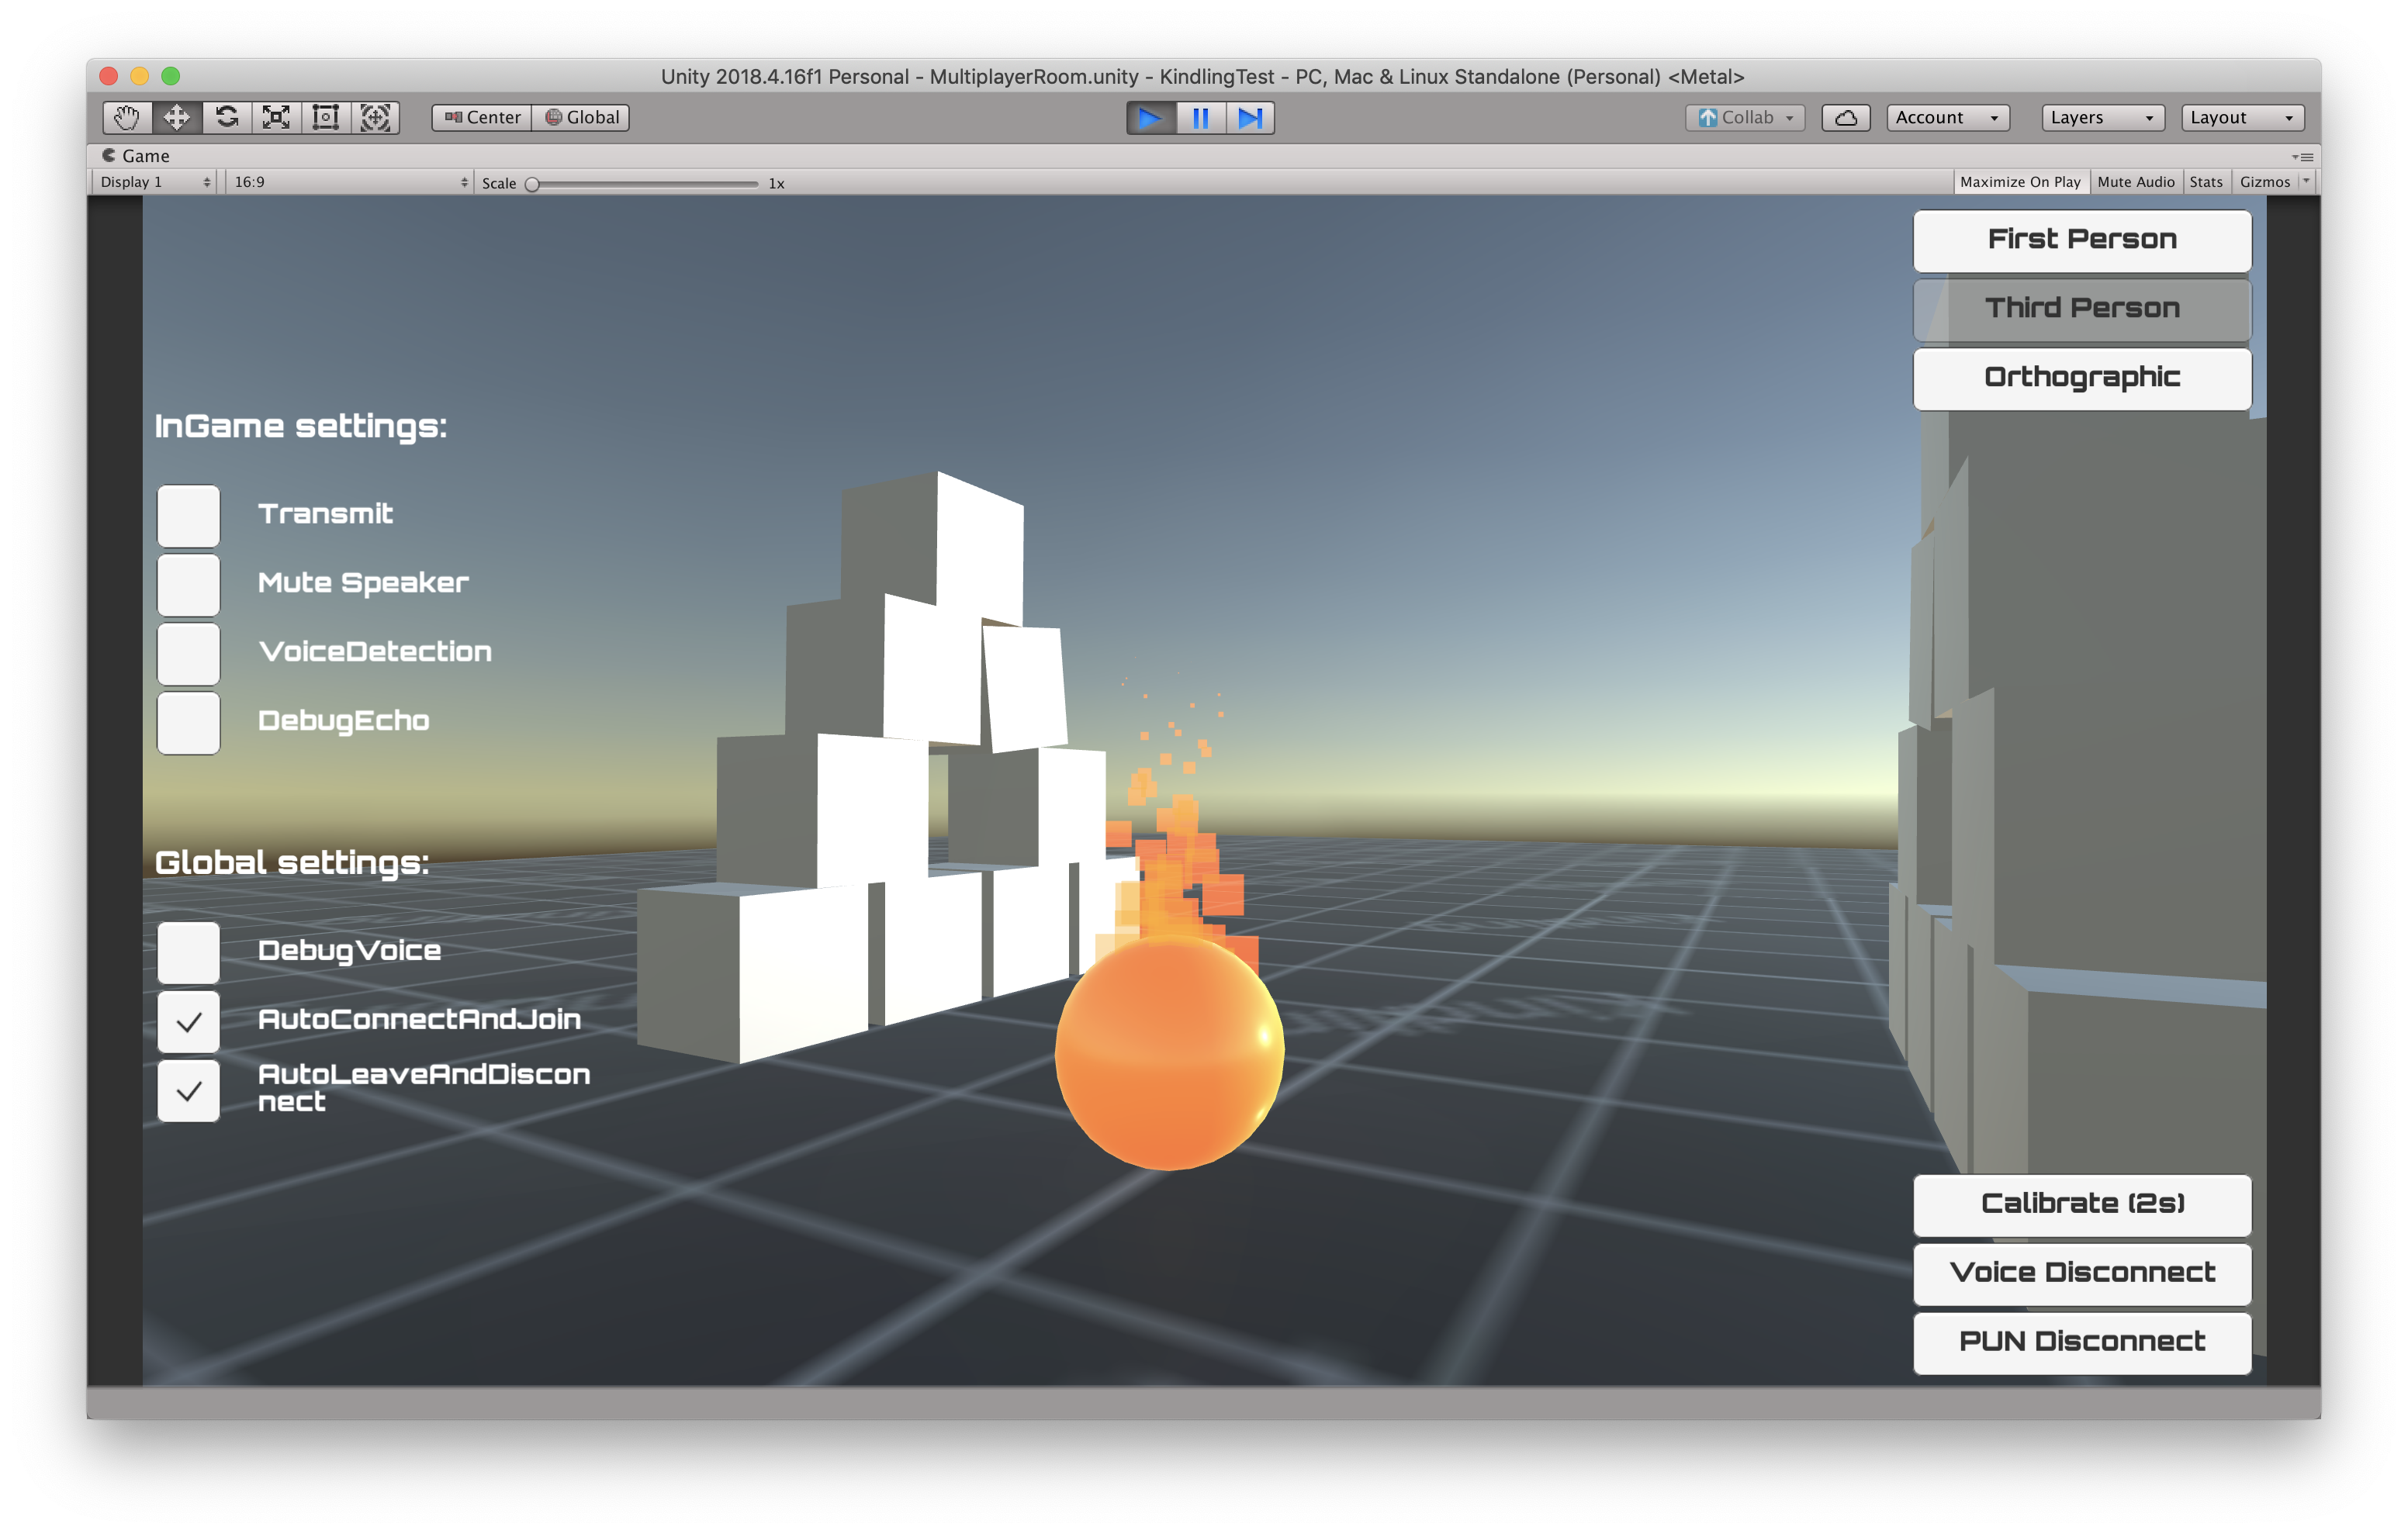 Unity 2018.4.16f1 Personal - MultiplayerRoom.unity - KindlingTest - PC, Mac & Linux Standalone (Personal) <Metal>
Center Global Collab Account Layers Layout
Game
Display 1 16:9 Scale 1x Maximize On Play Mute Audio Stats Gizmos
First Person
Third Person
Orthographic
InGame settings:
Transmit
Mute Speaker
VoiceDetection
DebugEcho
Global settings:
DebugVoice
AutoConnectAndJoin
AutoLeaveAndDiscon
nect
Calibrate (2s)
Voice Disconnect
PUN Disconnect